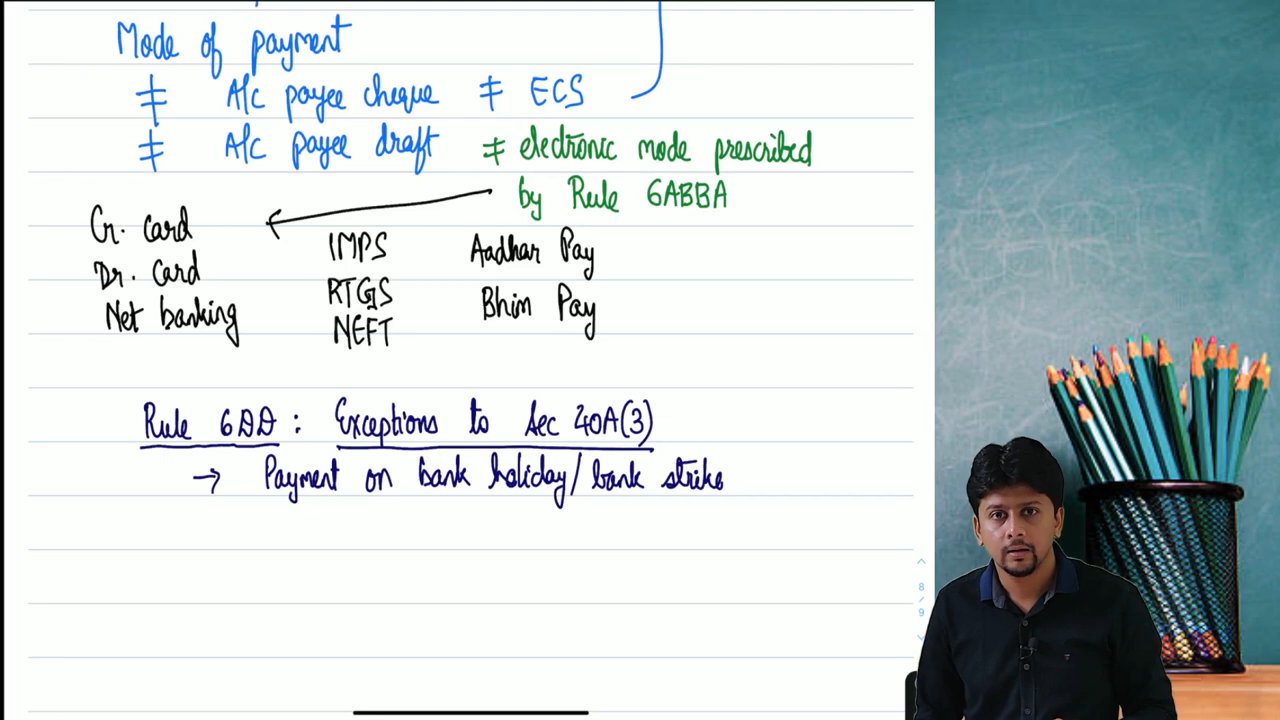 Mode of payment
≠ A/c payee cheque ≠ ECS
≠ A/c payee draft ≠ electronic mode prescribed
by Rule 6ABBA
Cr. card
Dr. card
Net banking
IMPS
RTGS
NEFT
Aadhar Pay
Bhim Pay
Rule 6DD : Exceptions to Sec 40A(3)
→ Payment on bank holiday/bank strike
8/9